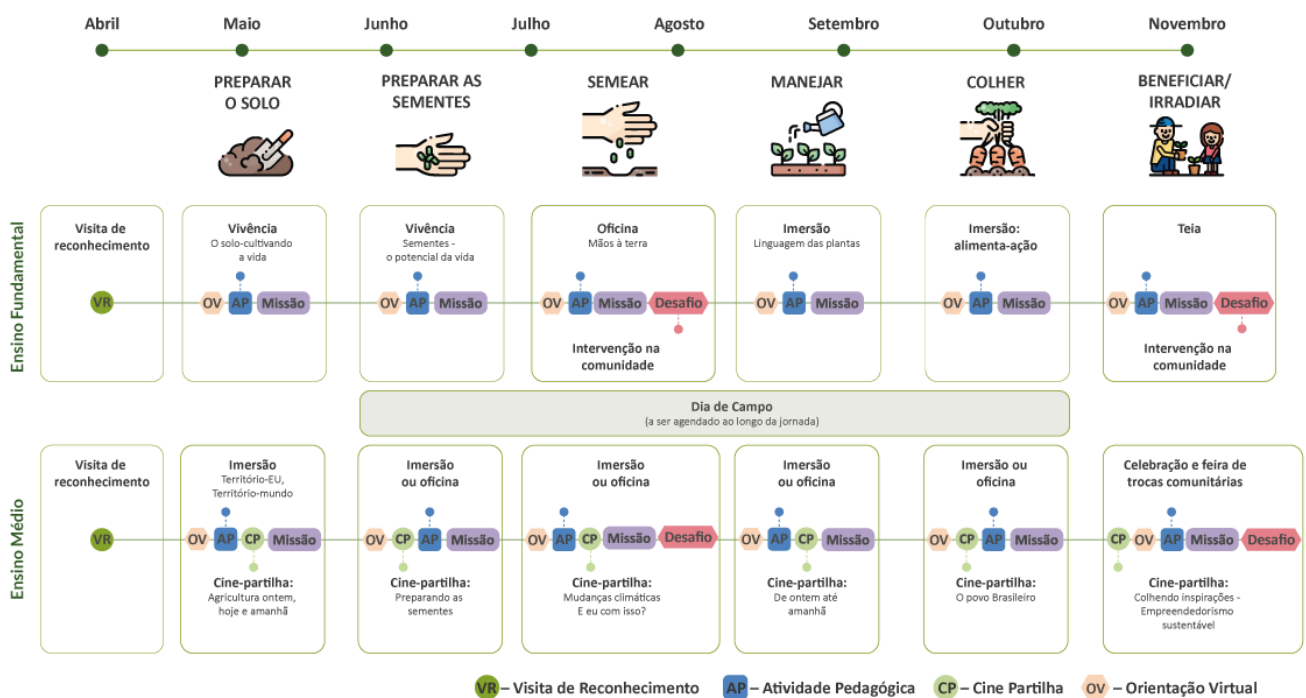 Abril Maio Junho Julho Agosto Setembro Outubro Novembro
PREPARAR
O SOLO
PREPARAR AS
SEMENTES
SEMEAR
MANEJAR
COLHER
BENEFICIAR/
IRRADIAR
Ensino Fundamental
Visita de
reconhecimento
VR
Vivência
O solo-cultivando
a vida
OV AP Missão
Vivência
Sementes -
o potencial da vida
OV AP Missão
Oficina
Mãos à terra
OV AP Missão Desafio
Intervenção na
comunidade
Imersão
Linguagem das plantas
OV AP Missão
Imersão:
alimenta-ação
OV AP Missão
Teia
OV AP Missão Desafio
Intervenção na
comunidade
Dia de Campo
(a ser agendado ao longo da jornada)
Ensino Médio
Visita de
reconhecimento
VR
Imersão
Território-EU,
Território-mundo
OV AP CP Missão
Cine-partilha:
Agricultura ontem,
hoje e amanhã
Imersão
ou oficina
OV CP AP Missão
Cine-partilha:
Preparando as
sementes
Imersão
ou oficina
OV AP CP Missão Desafio
Cine-partilha:
Mudanças climáticas
E eu com isso?
Imersão
ou oficina
OV AP CP Missão
Cine-partilha:
De ontem até
amanhã
Imersão ou
oficina
OV CP AP Missão
Cine-partilha:
O povo Brasileiro
Celebração e feira de
trocas comunitárias
CP OV AP Missão Desafio
Cine-partilha:
Colhendo inspirações -
Empreendedorismo
sustentável
VR – Visita de Reconhecimento AP – Atividade Pedagógica CP – Cine Partilha OV – Orientação Virtual